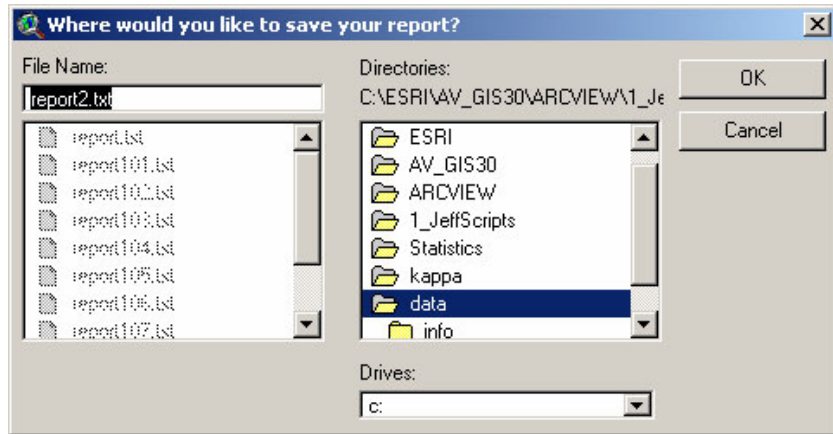 Where would you like to save your report?
File Name:
report2.txt
report.txt
report101.txt
report102.txt
report103.txt
report104.txt
report105.txt
report106.txt
report107.txt
Directories:
C:\ESRI\AV_GIS30\ARCVIEW\1_Je
ESRI
AV_GIS30
ARCVIEW
1_JeffScripts
Statistics
kappa
data
info
Drives:
c:
OK
Cancel